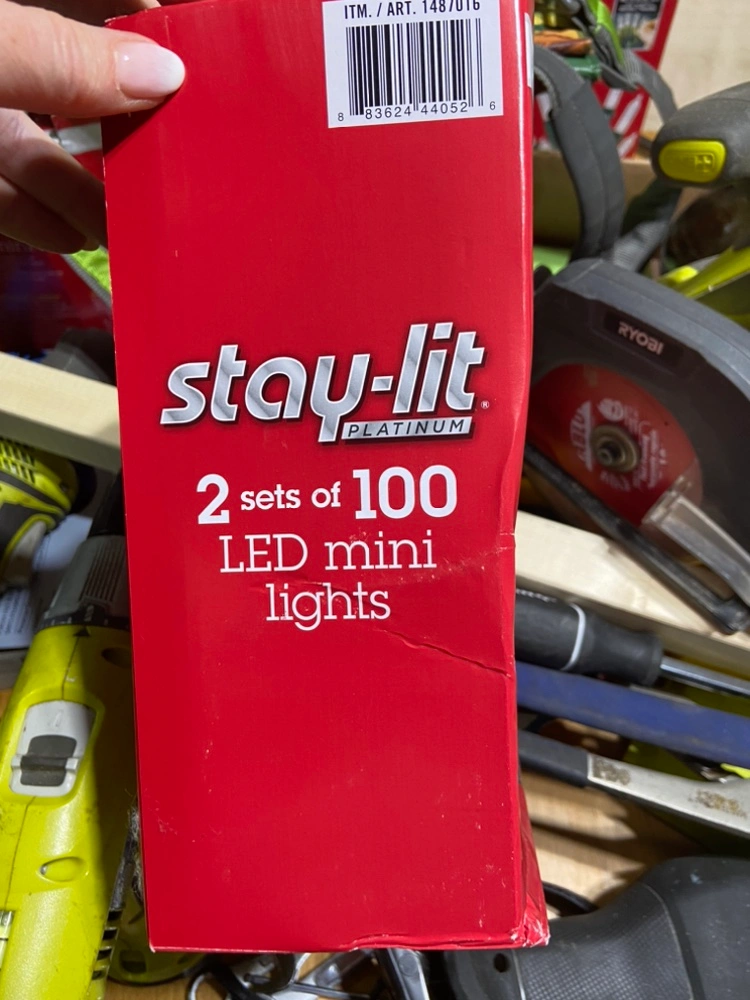 ITM. / ART. 1487016
8 83624 44052 6
stay-lit®
PLATINUM
2 sets of 100
LED mini
lights
RYOBI